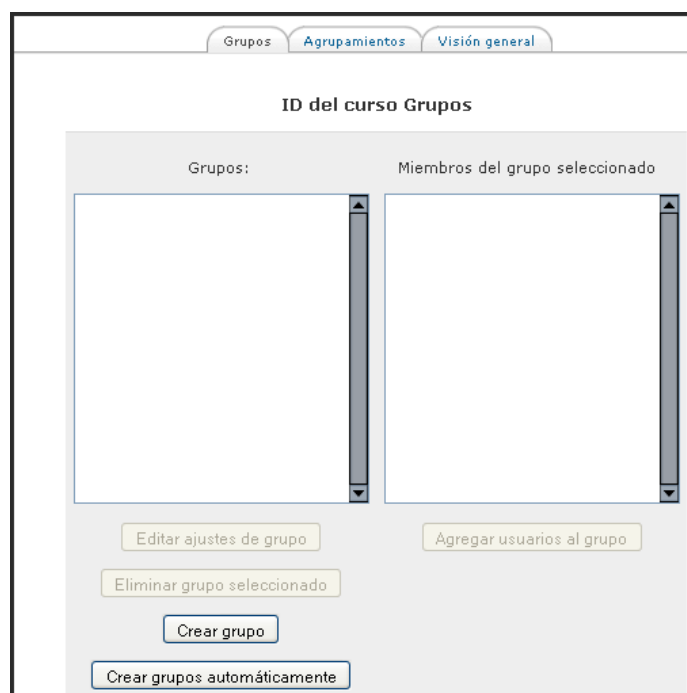 Grupos Agrupamientos Visión general
ID del curso Grupos
Grupos: Miembros del grupo seleccionado
Editar ajustes de grupo Agregar usuarios al grupo
Eliminar grupo seleccionado
Crear grupo
Crear grupos automáticamente